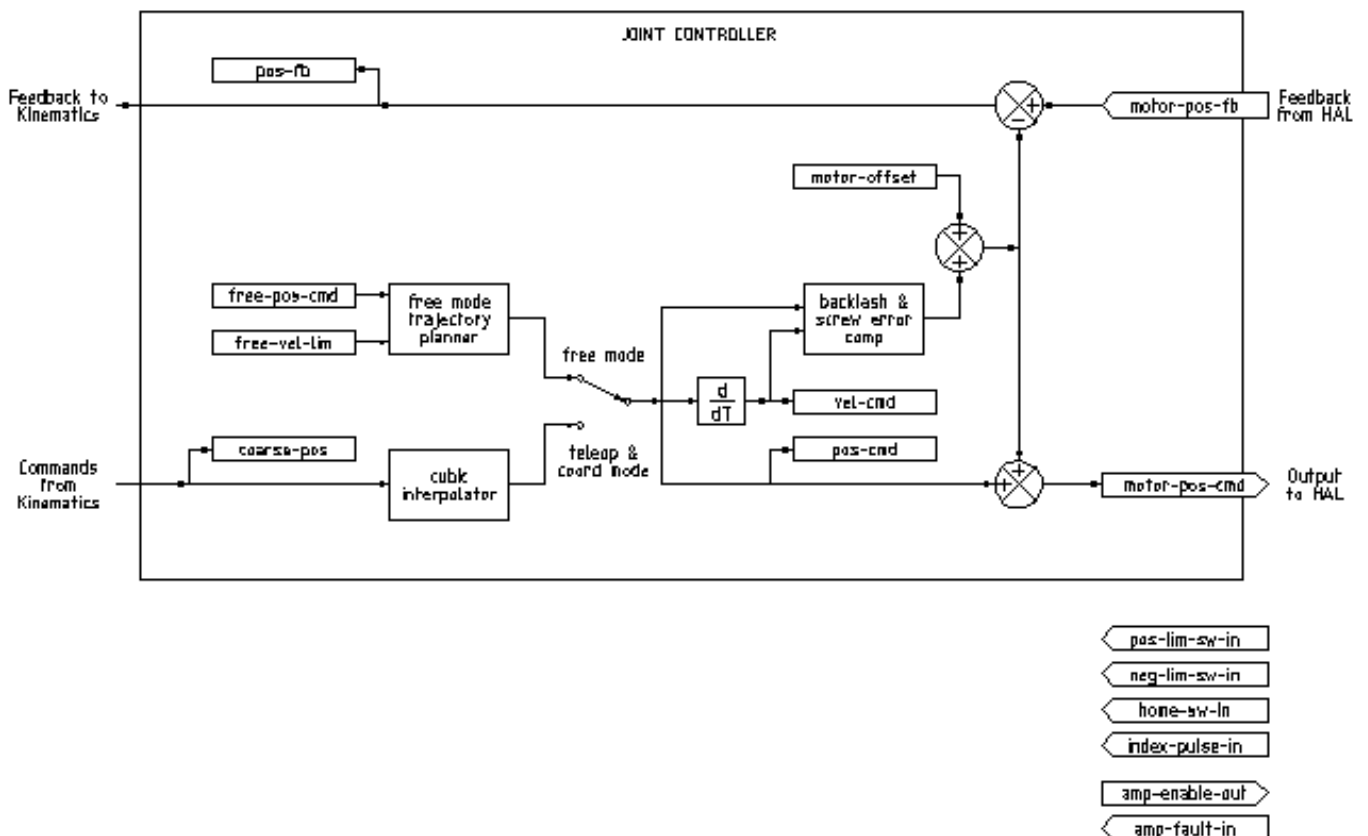 JOINT CONTROLLER
pos-fb
Feedback to
Kinematics
motor-pos-fb
Feedback
from HAL
motor-offset
+
-
+
+
free-pos-cmd
free-vel-lim
free mode
trajectory
planner
backlash &
screw error
comp
free mode
d
dT
vel-cmd
coarse-pos
teleop &
coord mode
pos-cmd
Commands
from
Kinematics
cubic
interpolator
+
+
motor-pos-cmd
Output
to HAL
pos-lim-sw-in
neg-lim-sw-in
home-sw-in
index-pulse-in
amp-enable-out
amp-fault-in